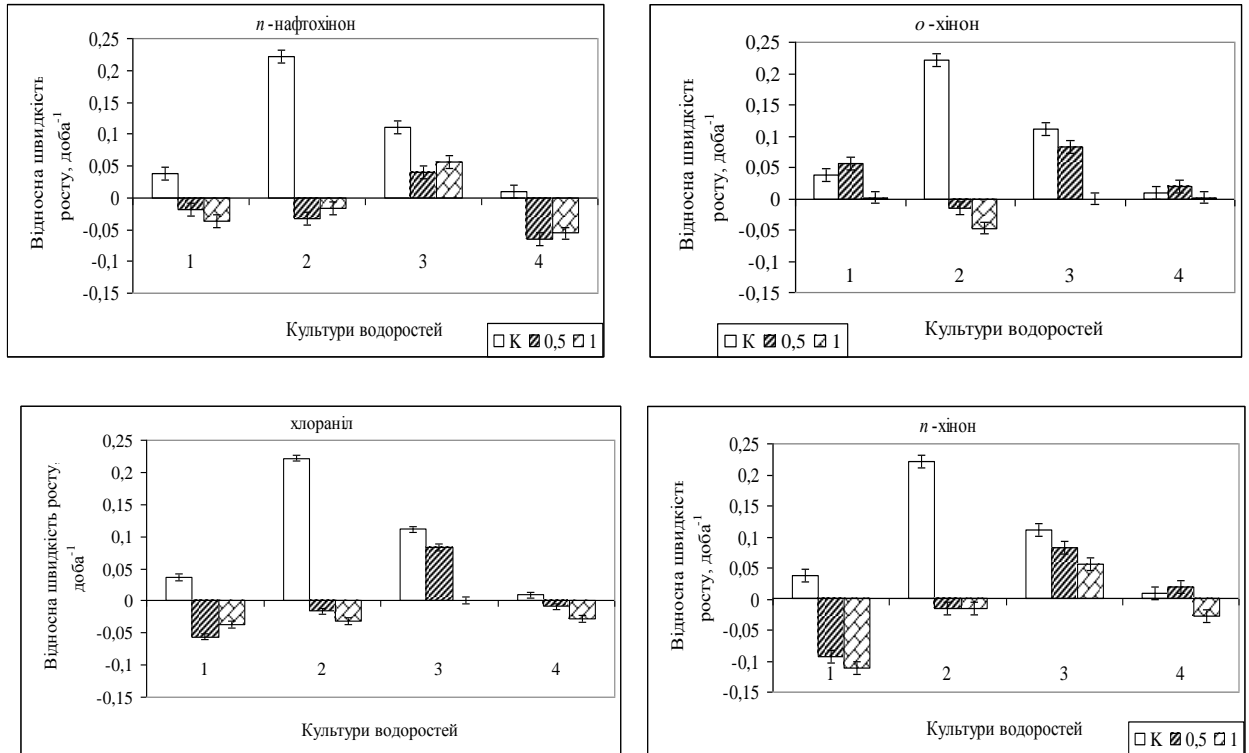 n-нафтохінон
0,25
0,2
0,15
0,1
0,05
0
-0,05
-0,1
-0,15
Відносна швидкість
росту, доба-1
1 2 3 4
Культури водоростей
К 0,5 1
о-хінон
0,25
0,2
0,15
0,1
0,05
0
-0,05
-0,1
-0,15
Відносна швидкість
росту, доба-1
1 2 3 4
Культури водоростей
К 0,5 1
хлораніл
0,25
0,2
0,15
0,1
0,05
0
-0,05
-0,1
-0,15
Відносна швидкість росту,
доба-1
1 2 3 4
Культури водоростей
n-хінон
0,25
0,2
0,15
0,1
0,05
0
-0,05
-0,1
-0,15
Відносна швидкість
росту, доба-1
1 2 3 4
Культури водоростей
К 0,5 1